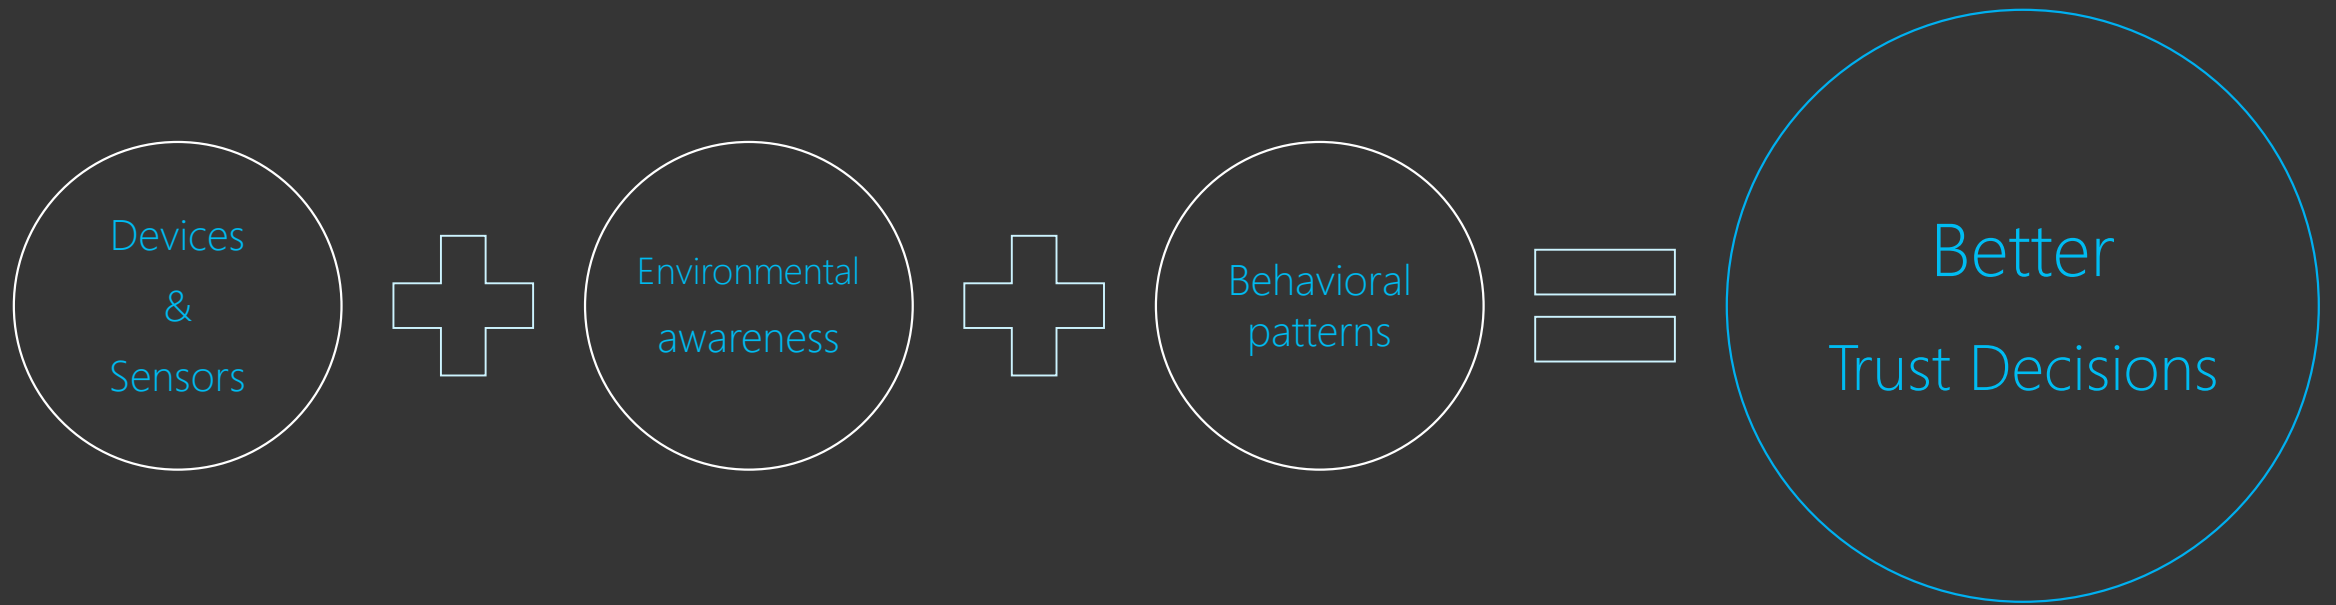 Devices
&
Sensors
Environmental
awareness
Behavioral
patterns
Better
Trust Decisions